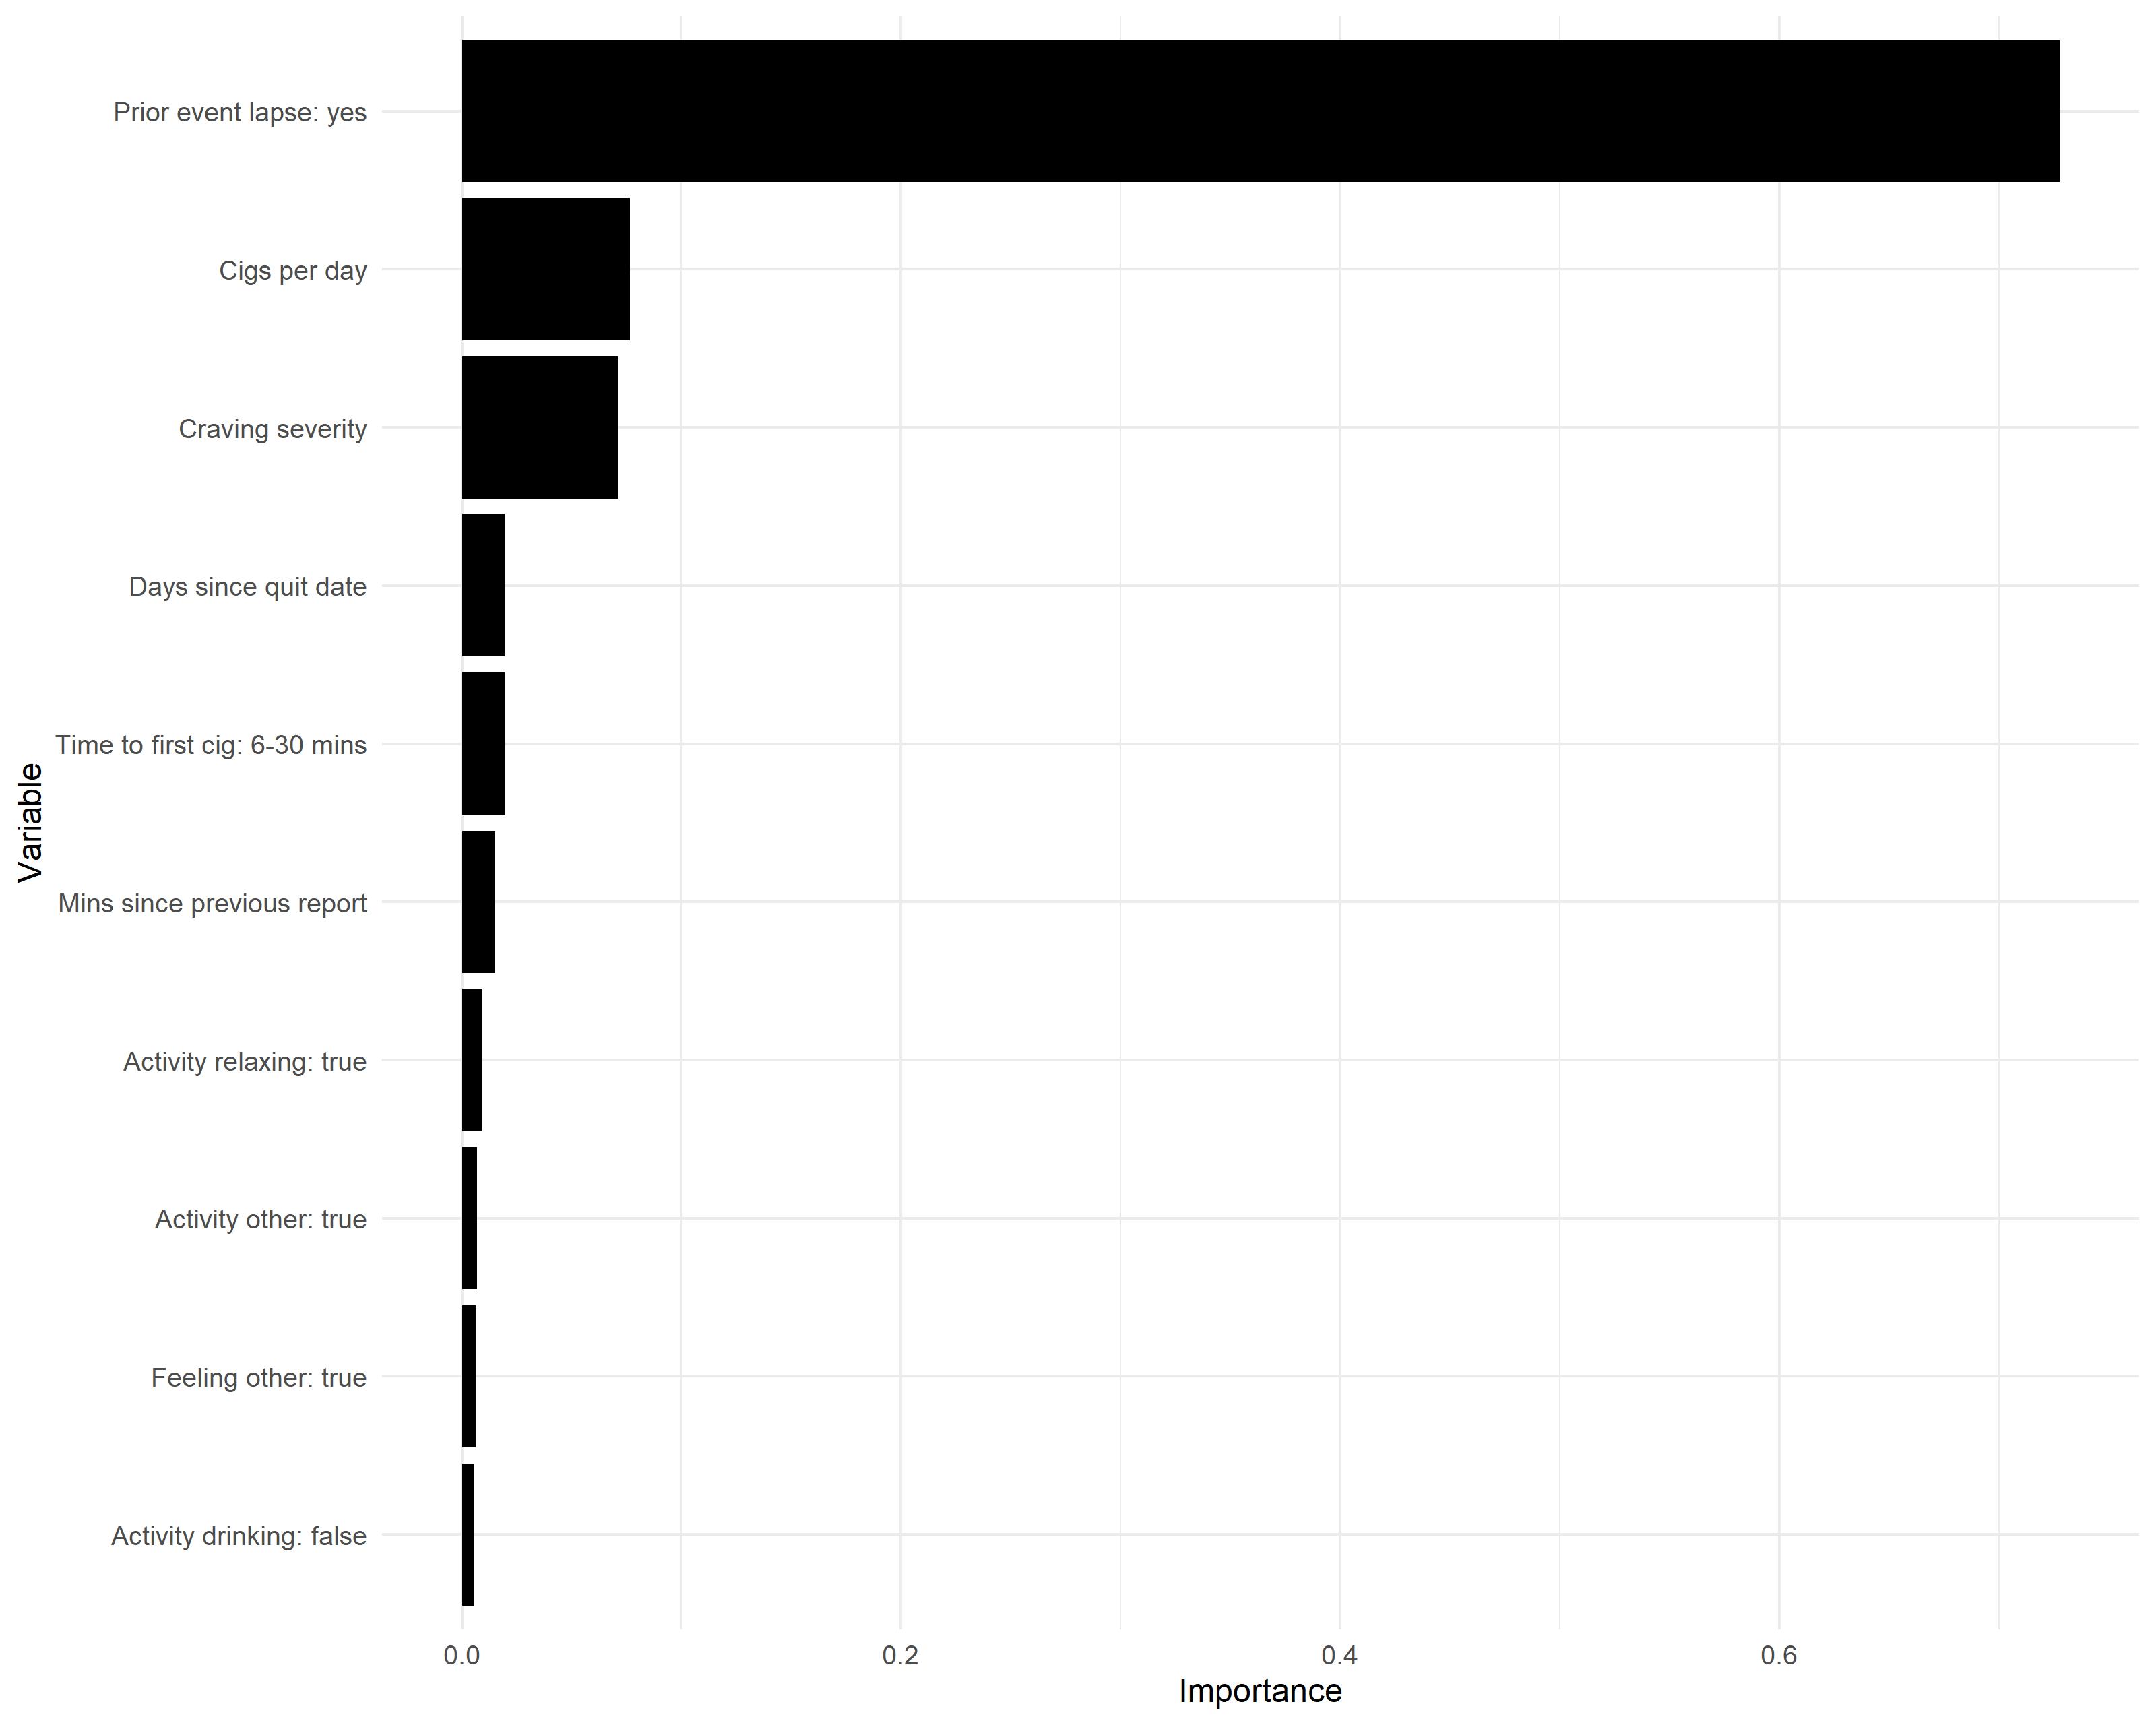 Prior event lapse: yes
Cigs per day
Craving severity
Days since quit date
Time to first cig: 6-30 mins
Mins since previous report
Activity relaxing: true
Activity other: true
Feeling other: true
Activity drinking: false
Variable
0.0 0.2 0.4 0.6
Importance